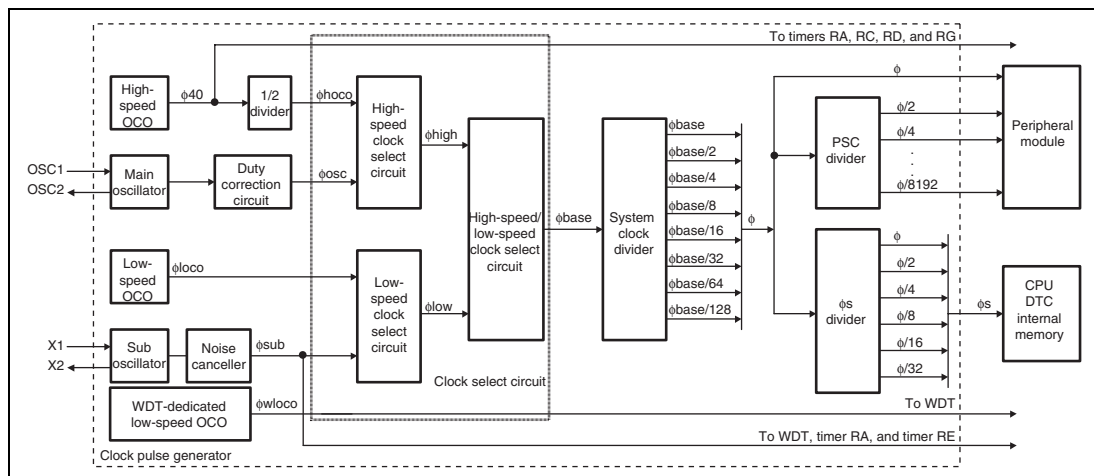 To timers RA, RC, RD, and RG
High-
speed
OCO
ϕ40
1/2
divider
ϕhoco
High-
speed
clock
select
circuit
ϕhigh
OSC1
OSC2
Main
oscillator
Duty
correction
circuit
ϕosc
Low-
speed
OCO
ϕloco
Low-
speed
clock
select
circuit
ϕlow
X1
X2
Sub
oscillator
Noise
canceller
ϕsub
High-speed/
low-speed
clock select
circuit
Clock select circuit
ϕbase
System
clock
divider
ϕbase
ϕbase/2
ϕbase/4
ϕbase/8
ϕbase/16
ϕbase/32
ϕbase/64
ϕbase/128
ϕ
ϕ
PSC
divider
ϕ/2
ϕ/4
.
.
.
ϕ/8192
Peripheral
module
ϕs
divider
ϕ
ϕ/2
ϕ/4
ϕ/8
ϕ/16
ϕ/32
ϕs
CPU
DTC
internal
memory
WDT-dedicated
low-speed OCO
ϕwloco
To WDT
To WDT, timer RA, and timer RE
Clock pulse generator